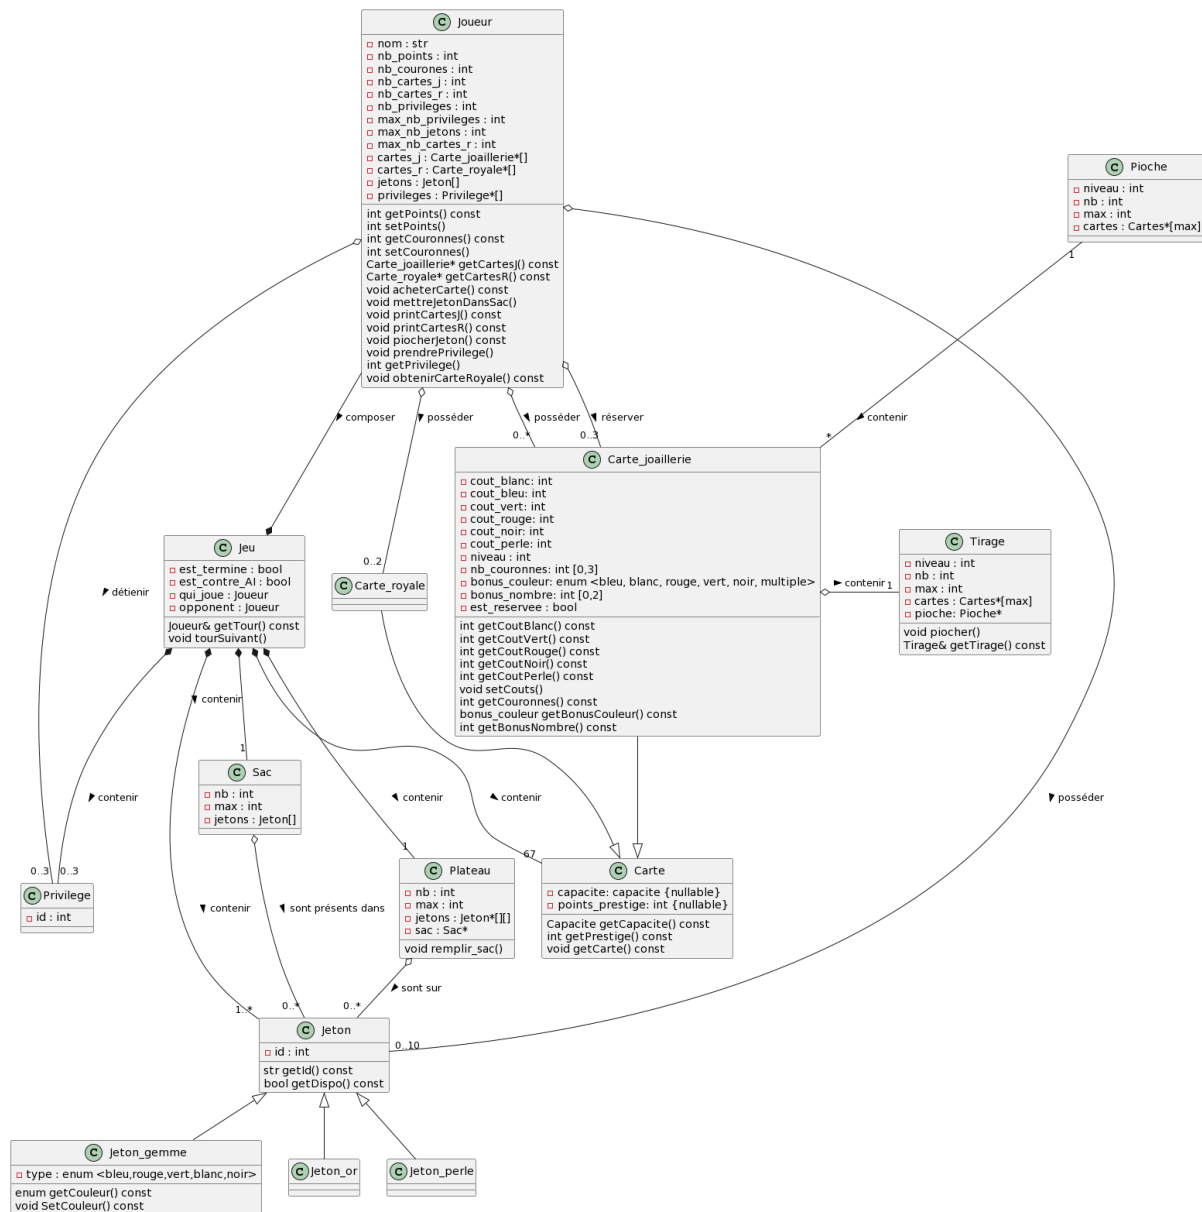 C Joueur
nom : str
nb_points : int
nb_courones : int
nb_cartes_j : int
nb_cartes_r : int
nb_privileges : int
max_nb_privileges : int
max_nb_jetons : int
max_nb_cartes_r : int
cartes_j : Carte_joaillerie*[]
cartes_r : Carte_royale*[]
jetons : Jeton[]
privileges : Privilege*[]
int getPoints() const
int setPoints()
int getCouronnes() const
int setCouronnes()
Carte_joaillerie* getCartesJ() const
Carte_royale* getCartesR() const
void acheterCarte() const
void mettreJetonDansSac()
void printCartesJ() const
void printCartesR() const
void piocherJeton() const
void prendrePrivilege()
int getPrivilege()
void obtenirCarteRoyale() const
C Pioche
niveau : int
nb : int
max : int
cartes : Cartes*[max]
1
composer
posséder
posséder
réserver
contenir
0..*
0..3
*
C Carte_joaillerie
cout_blanc: int
cout_bleu: int
cout_vert: int
cout_rouge: int
cout_noir: int
cout_perle: int
niveau : int
nb_couronnes: int [0,3]
bonus_couleur: enum <bleu, blanc, rouge, vert, noir, multiple>
bonus_nombre: int [0,2]
est_reservee : bool
int getCoutBlanc() const
int getCoutVert() const
int getCoutRouge() const
int getCoutNoir() const
int getCoutPerle() const
void setCouts()
int getCouronnes() const
bonus_couleur getBonusCouleur() const
int getBonusNombre() const
contenir
1
C Tirage
niveau : int
nb : int
max : int
cartes : Cartes*[max]
pioche: Pioche*
void piocher()
Tirage& getTirage() const
C Jeu
est_termine : bool
est_contre_AI : bool
qui_joue : Joueur
opponent : Joueur
Joueur& getTour() const
void tourSuivant()
0..2
C Carte_royale
détienir
contenir
1
C Sac
nb : int
max : int
jetons : Jeton[]
contenir
contenir
contenir
posséder
0..3
0..3
C Privilege
id : int
1
C Plateau
nb : int
max : int
jetons : Jeton*[][]
sac : Sac*
void remplir_sac()
67
C Carte
capacite: capacite {nullable}
points_prestige: int {nullable}
Capacite getCapacite() const
int getPrestige() const
void getCarte() const
contenir
sont présents dans
sont sur
1..*
0..*
0..*
0..10
C Jeton
id : int
str getId() const
bool getDispo() const
C Jeton_gemme
type : enum <bleu,rouge,vert,blanc,noir>
enum getCouleur() const
void SetCouleur() const
C Jeton_or
C Jeton_perle